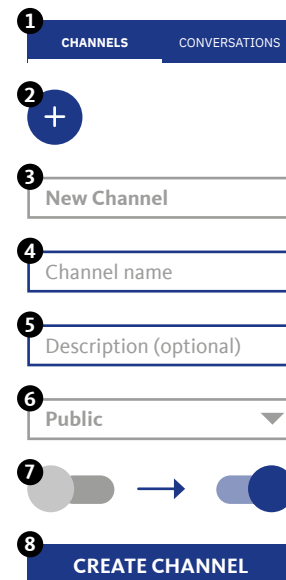 1
CHANNELS CONVERSATIONS
2
+
3
New Channel
4
Channel name
5
Description (optional)
6
Public
7
8
CREATE CHANNEL